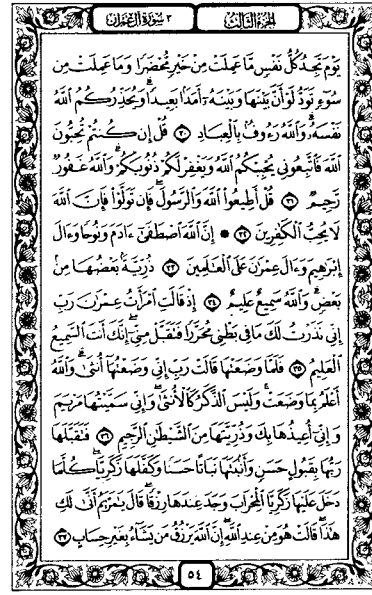 ٣ سورة آل عمران
الجزء الثالث
يَوْمَ تَجِدُ كُلُّ نَفْسٍ مَّا عَمِلَتْ مِنْ خَيْرٍ مُّحْضَرًا وَمَا عَمِلَتْ مِن
سُوٓءٍ تَوَدُّ لَوْ أَنَّ بَيْنَهَا وَبَيْنَهُۥٓ أَمَدًۢا بَعِيدًا وَيُحَذِّرُكُمُ ٱللَّهُ
نَفْسَهُۥ وَٱللَّهُ رَءُوفٌۢ بِٱلْعِبَادِ ٣٠ قُلْ إِن كُنتُمْ تُحِبُّونَ
ٱللَّهَ فَٱتَّبِعُونِى يُحْبِبْكُمُ ٱللَّهُ وَيَغْفِرْ لَكُمْ ذُنُوبَكُمْ وَٱللَّهُ غَفُورٌ
رَّحِيمٌ ٣١ قُلْ أَطِيعُوا۟ ٱللَّهَ وَٱلرَّسُولَ فَإِن تَوَلَّوْا۟ فَإِنَّ ٱللَّهَ
لَا يُحِبُّ ٱلْكَٰفِرِينَ ٣٢ * إِنَّ ٱللَّهَ ٱصْطَفَىٰٓ ءَادَمَ وَنُوحًا وَءَالَ
إِبْرَٰهِيمَ وَءَالَ عِمْرَٰنَ عَلَى ٱلْعَٰلَمِينَ ٣٣ ذُرِّيَّةًۢ بَعْضُهَا مِنۢ
بَعْضٍ وَٱللَّهُ سَمِيعٌ عَلِيمٌ ٣٤ إِذْ قَالَتِ ٱمْرَأَتُ عِمْرَٰنَ رَبِّ
إِنِّى نَذَرْتُ لَكَ مَا فِى بَطْنِى مُحَرَّرًا فَتَقَبَّلْ مِنِّىٓ إِنَّكَ أَنتَ ٱلسَّمِيعُ
ٱلْعَلِيمُ ٣٥ فَلَمَّا وَضَعَتْهَا قَالَتْ رَبِّ إِنِّى وَضَعْتُهَآ أُنثَىٰ وَٱللَّهُ
أَعْلَمُ بِمَا وَضَعَتْ وَلَيْسَ ٱلذَّكَرُ كَٱلْأُنثَىٰ وَإِنِّى سَمَّيْتُهَا مَرْيَمَ
وَإِنِّىٓ أُعِيذُهَا بِكَ وَذُرِّيَّتَهَا مِنَ ٱلشَّيْطَٰنِ ٱلرَّجِيمِ ٣٦ فَتَقَبَّلَهَا
رَبُّهَا بِقَبُولٍ حَسَنٍ وَأَنۢبَتَهَا نَبَاتًا حَسَنًا وَكَفَّلَهَا زَكَرِيَّا كُلَّمَا
دَخَلَ عَلَيْهَا زَكَرِيَّا ٱلْمِحْرَابَ وَجَدَ عِندَهَا رِزْقًا قَالَ يَٰمَرْيَمُ أَنَّىٰ لَكِ
هَٰذَا قَالَتْ هُوَ مِنْ عِندِ ٱللَّهِ إِنَّ ٱللَّهَ يَرْزُقُ مَن يَشَآءُ بِغَيْرِ حِسَابٍ ٣٧
٥٤